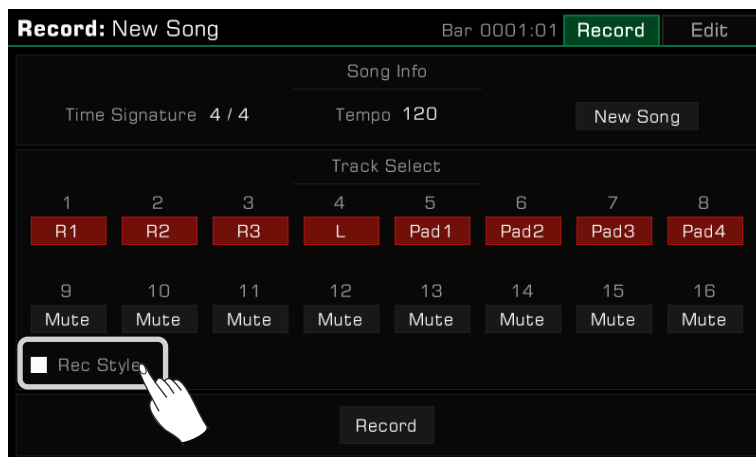 Record: New Song Bar 0001:01 Record Edit
Song Info
Time Signature 4 / 4 Tempo 120 New Song
Track Select
1 2 3 4 5 6 7 8
R1 R2 R3 L Pad1 Pad2 Pad3 Pad4
9 10 11 12 13 14 15 16
Mute Mute Mute Mute Mute Mute Mute Mute
Rec Style
Record